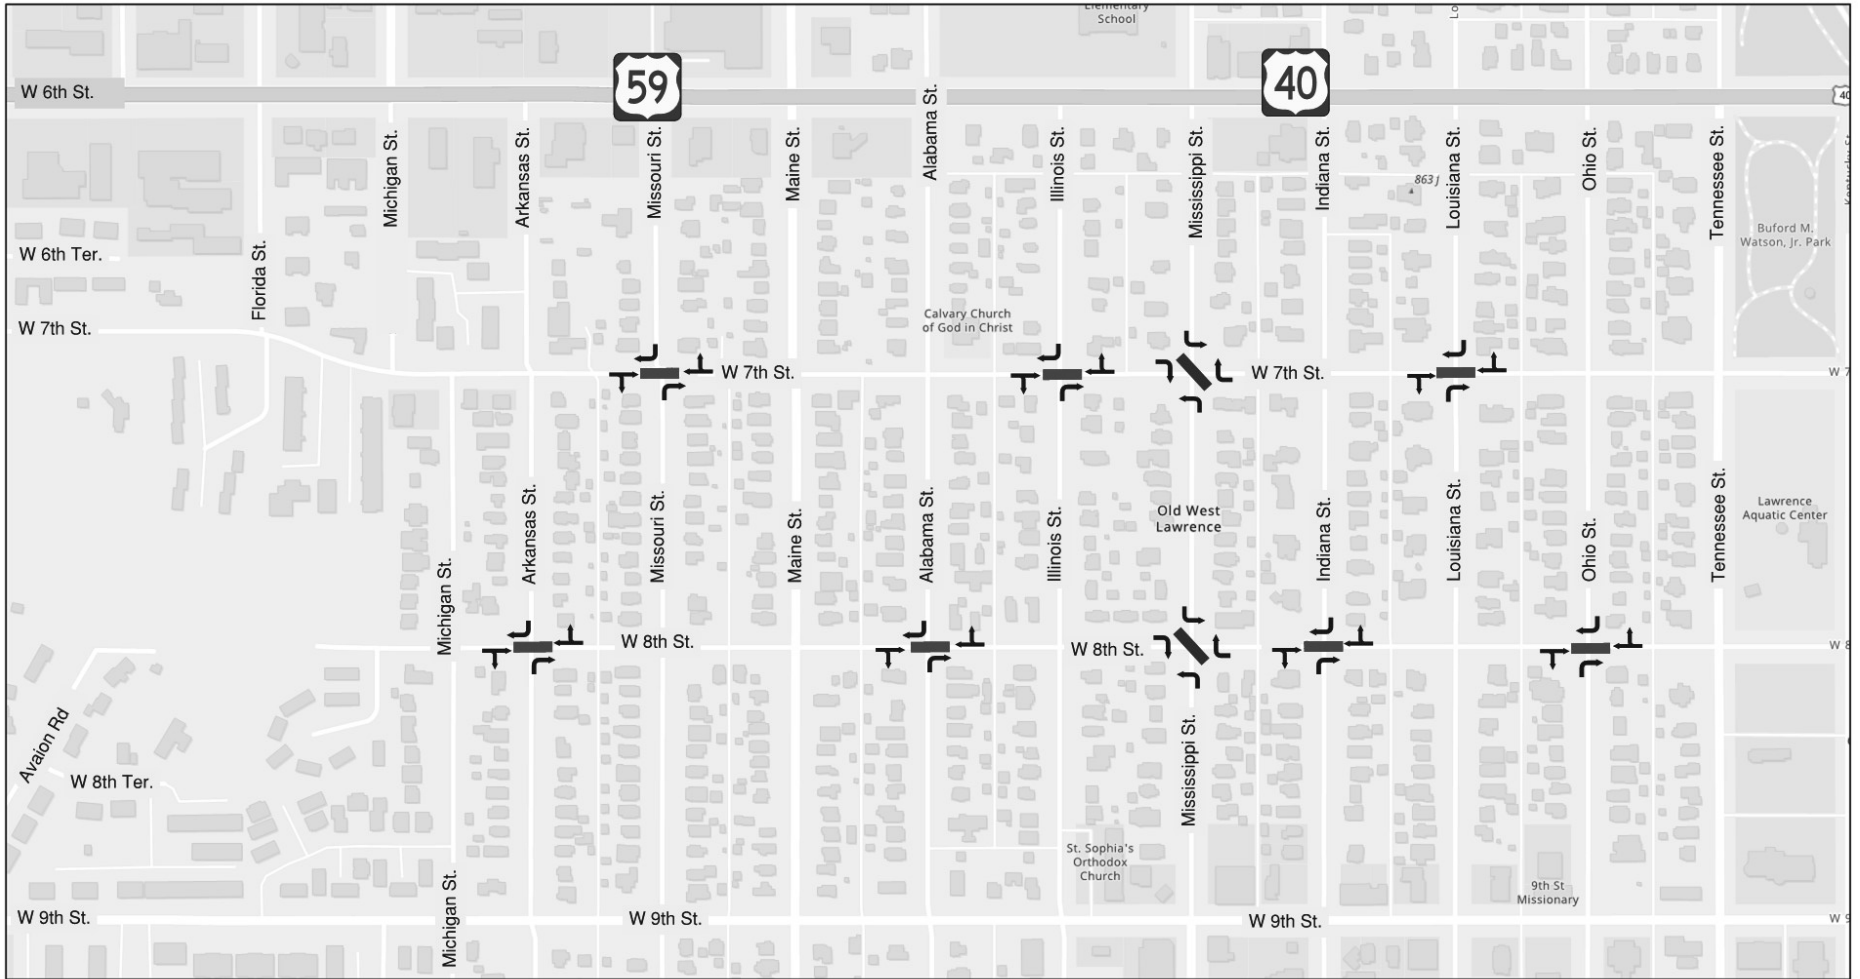 Elementary
School
59
40
W 6th St.
40
Michigan St.
Arkansas St.
Missouri St.
Maine St.
Alabama St.
Illinois St.
Mississippi St.
Indiana St.
Louisiana St.
Ohio St.
Tennessee St.
863 J
Buford M.
Watson, Jr. Park
W 6th Ter.
Florida St.
W 7th St.
Calvary Church
of God in Christ
W 7th St.
W 7th St.
W 7
Old West
Lawrence
Lawrence
Aquatic Center
Michigan St.
Arkansas St.
Missouri St.
Maine St.
Alabama St.
Illinois St.
Indiana St.
Louisiana St.
Ohio St.
Tennessee St.
W 8th St.
W 8th St.
W 8
Avaion Rd
W 8th Ter.
Mississippi St.
St. Sophia's
Orthodox
Church
9th St
Missionary
Michigan St.
W 9th St.
W 9th St.
W 9th St.
W 9